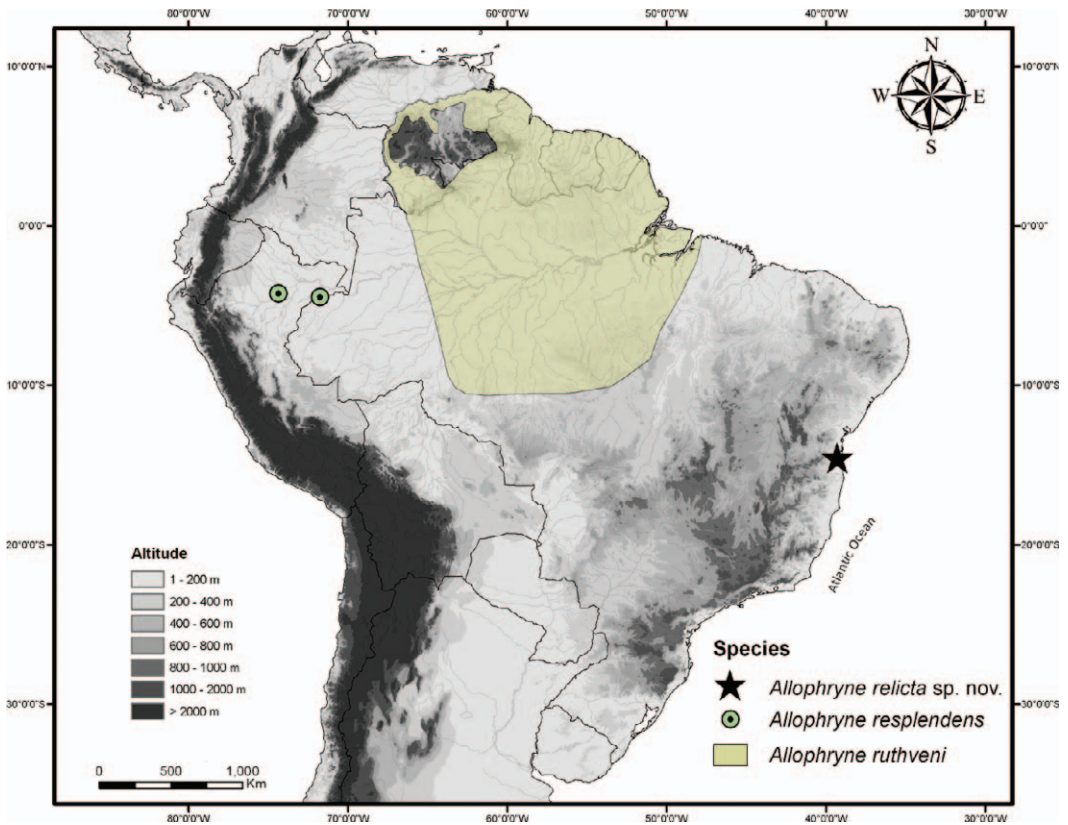 80°0'0"W 70°0'0"W 60°0'0"W 50°0'0"W 40°0'0"W 30°0'0"W
N
W E
S
10°0'0"N 10°0'0"N
0°0'0" 0°0'0"
10°0'0"S 10°0'0"S
20°0'0"S 20°0'0"S
30°0'0"S 30°0'0"S
Atlantic Ocean
Altitude
1 - 200 m
200 - 400 m
400 - 600 m
600 - 800 m
800 - 1000 m
1000 - 2000 m
> 2000 m
0 500 1,000
Km
Species
Allophryne relicta sp. nov.
Allophryne resplendens
Allophryne ruthveni
80°0'0"W 70°0'0"W 60°0'0"W 50°0'0"W 40°0'0"W 30°0'0"W